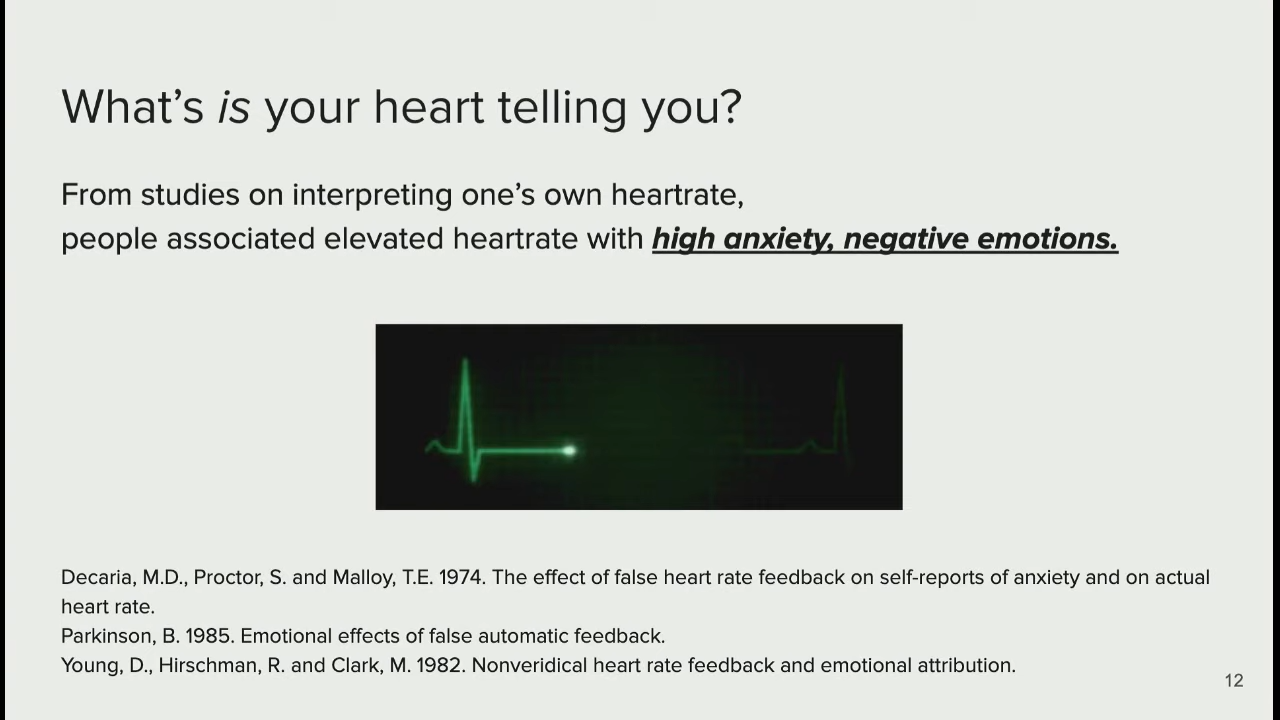 What's is your heart telling you?
From studies on interpreting one's own heartrate,
people associated elevated heartrate with high anxiety, negative emotions.
Decaria, M.D., Proctor, S. and Malloy, T.E. 1974. The effect of false heart rate feedback on self-reports of anxiety and on actual
heart rate.
Parkinson, B. 1985. Emotional effects of false automatic feedback.
Young, D., Hirschman, R. and Clark, M. 1982. Nonveridical heart rate feedback and emotional attribution.
12